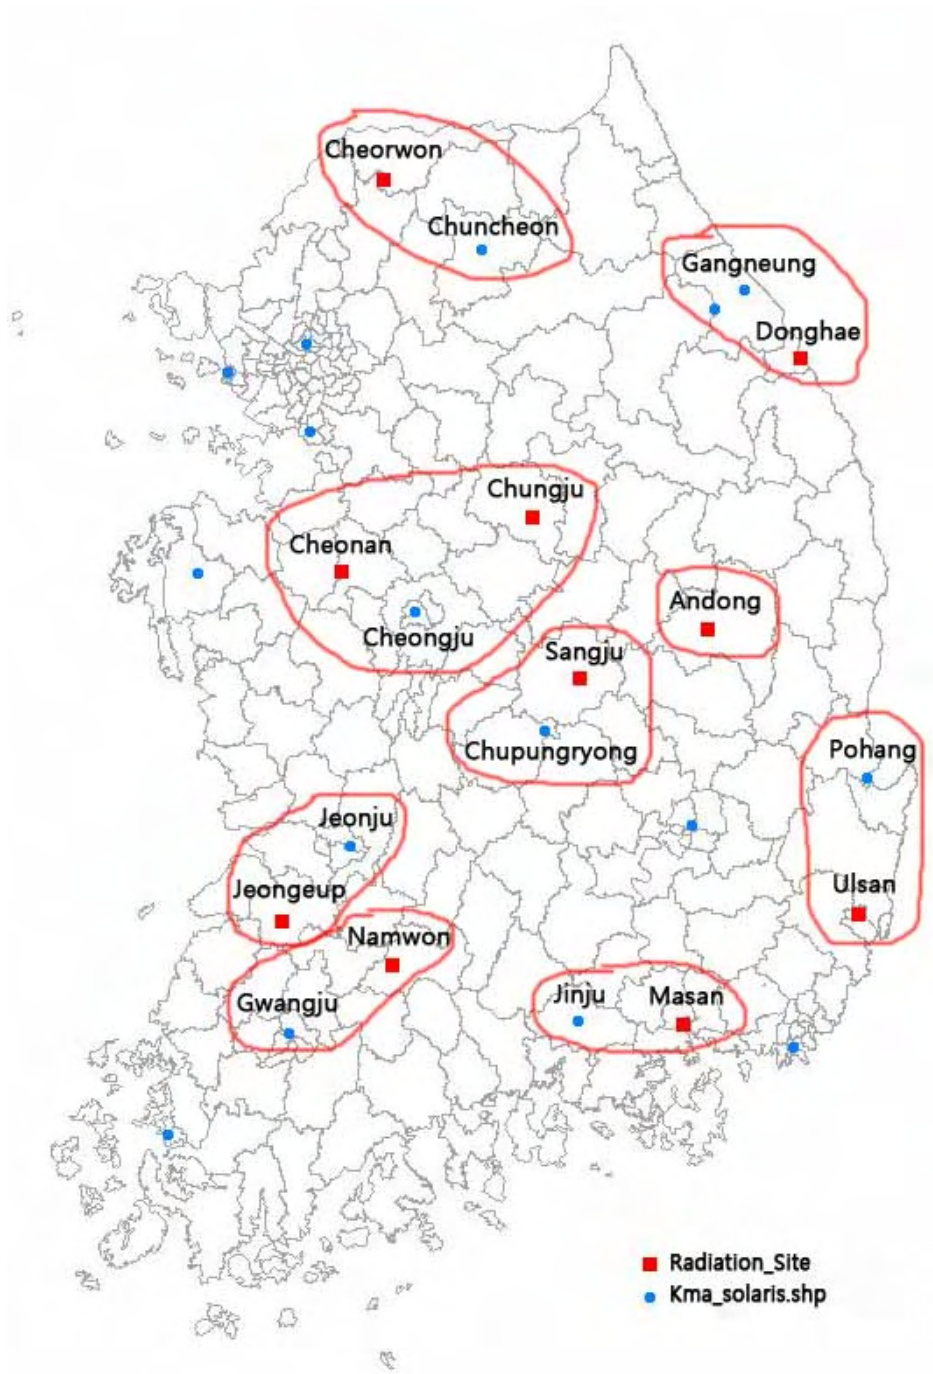 Cheorwon
Chuncheon
Gangneung
Donghae
Chungju
Cheonan
Cheongju
Andong
Sangju
Chupungryong
Pohang
Jeonju
Ulsan
Jeongeup
Namwon
Gwangju
Jinju
Masan
Radiation_Site
Kma_solaris.shp